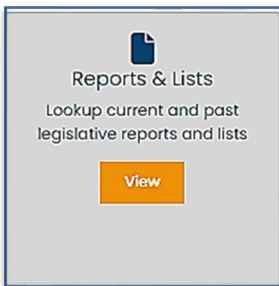 Reports & Lists
Lookup current and past
legislative reports and lists
View